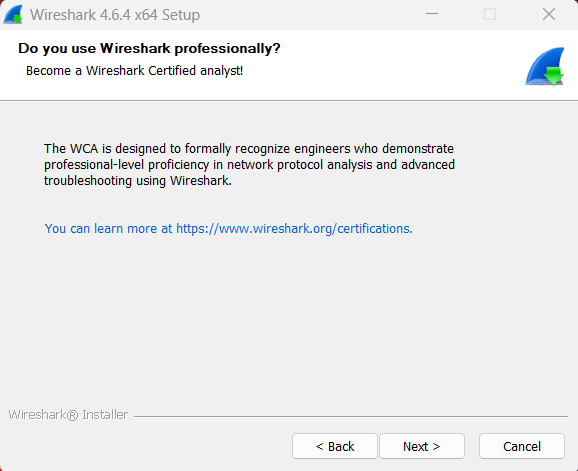 Wireshark 4.6.4 x64 Setup
Do you use Wireshark professionally?
Become a Wireshark Certified analyst!
The WCA is designed to formally recognize engineers who demonstrate
professional-level proficiency in network protocol analysis and advanced
troubleshooting using Wireshark.
You can learn more at https://www.wireshark.org/certifications.
Wireshark® Installer
< Back
Next >
Cancel